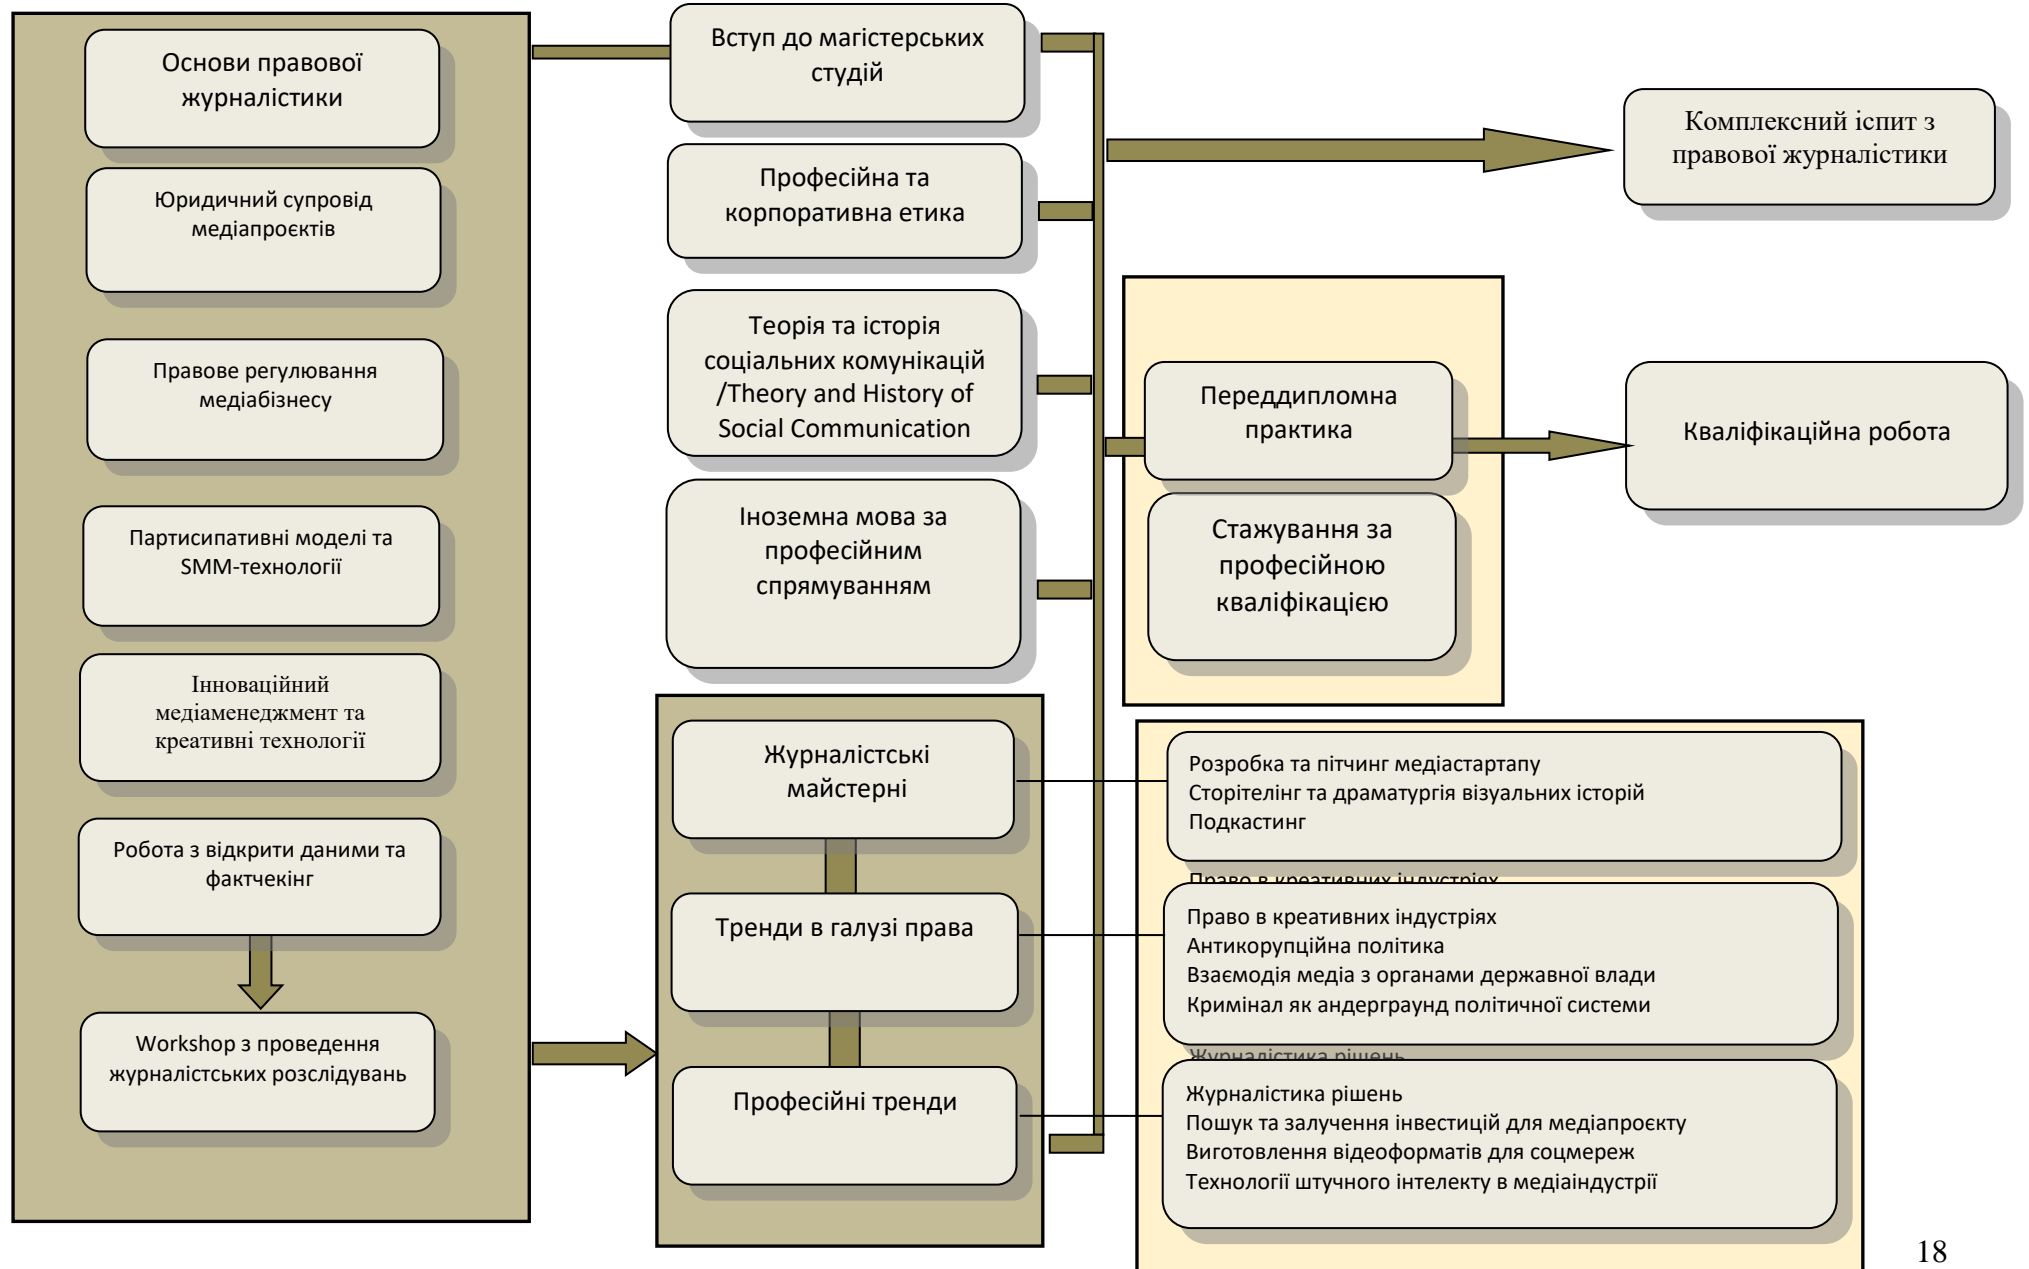 Основи правової
журналістики
Юридичний супровід
медіапроєктів
Правове регулювання
медіабізнесу
Партисипативні моделі та
SMM-технології
Інноваційний
медіаменеджмент та
креативні технології
Робота з відкрити даними та
фактчекінг
Workshop з проведення
журналістських розслідувань
Вступ до магістерських
студій
Професійна та
корпоративна етика
Теорія та історія
соціальних комунікацій
/Theory and History of
Social Communication
Іноземна мова за
професійним
спрямуванням
Журналістські
майстерні
Тренди в галузі права
Професійні тренди
Комплексний іспит з
правової журналістики
Переддипломна
практика
Стажування за
професійною
кваліфікацією
Кваліфікаційна робота
Розробка та пітчинг медіастартапу
Сторітелінг та драматургія візуальних історій
Подкастинг
Право в креативних індустріях
Право в креативних індустріях
Антикорупційна політика
Взаємодія медіа з органами державної влади
Кримінал як андерграунд політичної системи
Журналістика рішень
Журналістика рішень
Пошук та залучення інвестицій для медіапроєкту
Виготовлення відеоформатів для соцмереж
Технології штучного інтелекту в медіаіндустрії
18